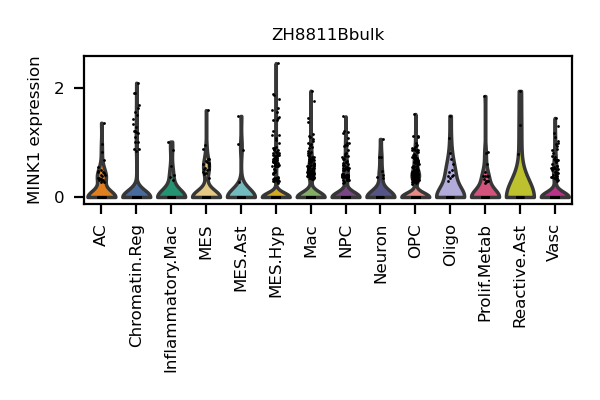 ZH8811Bbulk
MINK1 expression
2
0
AC
Chromatin.Reg
Inflammatory.Mac
MES
MES.Ast
MES.Hyp
Mac
NPC
Neuron
OPC
Oligo
Prolif.Metab
Reactive.Ast
Vasc